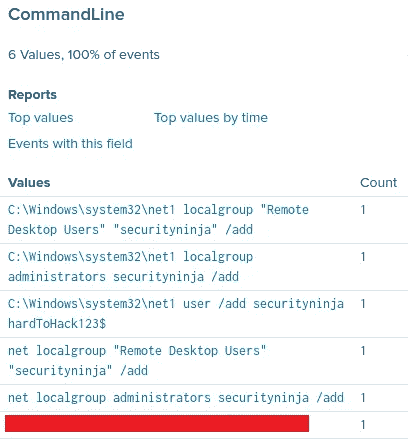 CommandLine
6 Values, 100% of events
Reports
Top values Top values by time
Events with this field
Values Count
C:\Windows\system32\net1 localgroup "Remote 1
Desktop Users" "securityninja" /add
C:\Windows\system32\net1 localgroup 1
administrators securityninja /add
C:\Windows\system32\net1 user /add securityninja 1
hardToHack123$
net localgroup "Remote Desktop Users" 1
"securityninja" /add
net localgroup administrators securityninja /add 1
1